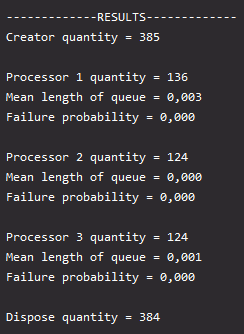 -------------RESULTS-------------
Creator quantity = 385
Processor 1 quantity = 136
Mean length of queue = 0,003
Failure probability = 0,000
Processor 2 quantity = 124
Mean length of queue = 0,000
Failure probability = 0,000
Processor 3 quantity = 124
Mean length of queue = 0,001
Failure probability = 0,000
Dispose quantity = 384